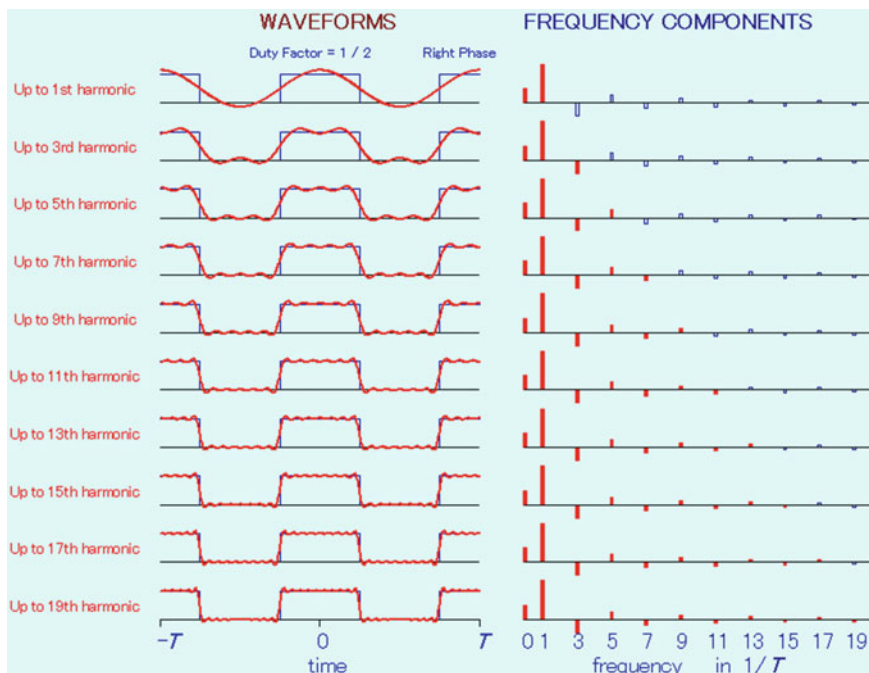 WAVEFORMS
FREQUENCY COMPONENTS
Duty Factor = 1 / 2
Right Phase
Up to 1st harmonic
Up to 3rd harmonic
Up to 5th harmonic
Up to 7th harmonic
Up to 9th harmonic
Up to 11th harmonic
Up to 13th harmonic
Up to 15th harmonic
Up to 17th harmonic
Up to 19th harmonic
-T 0 T
time
0 1 3 5 7 9 11 13 15 17 19
frequency in 1/T